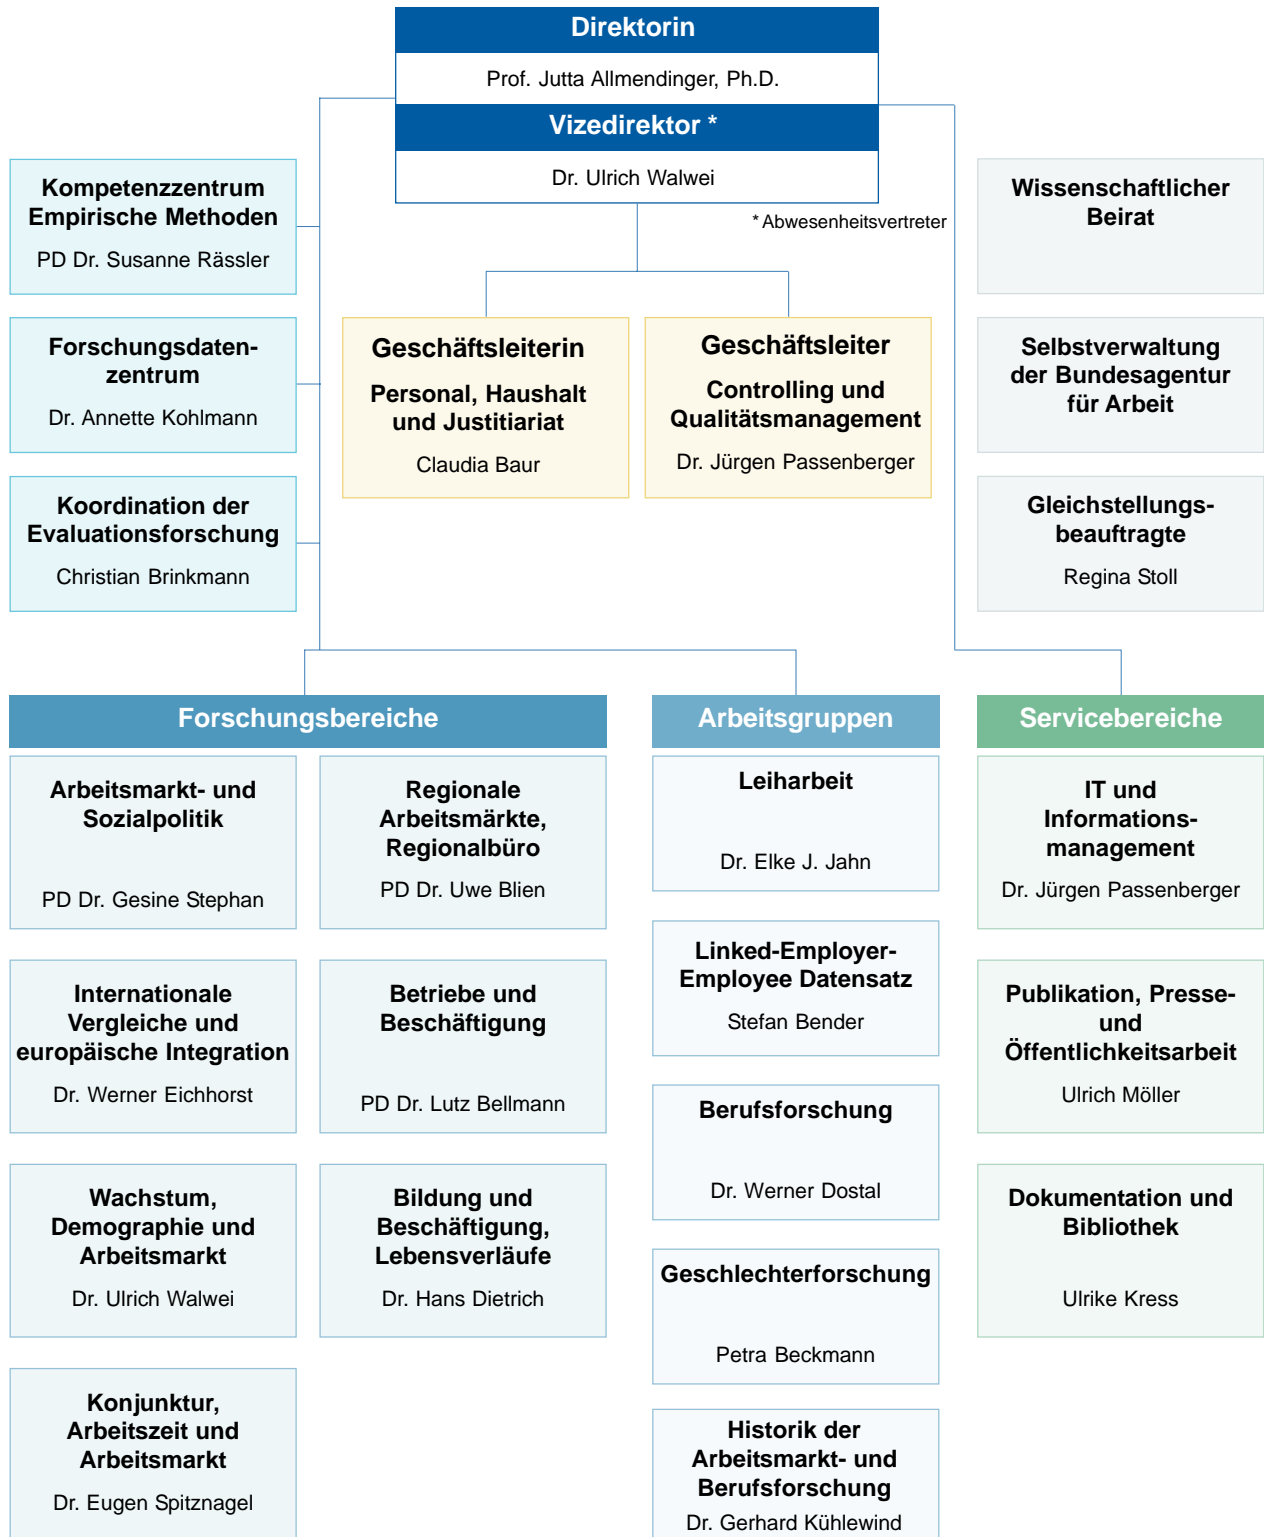 Direktorin
Prof. Jutta Allmendinger, Ph.D.
Vizedirektor *
Dr. Ulrich Walwei
* Abwesenheitsvertreter
Kompetenzzentrum
Empirische Methoden
PD Dr. Susanne Rässler
Forschungsdaten-
zentrum
Dr. Annette Kohlmann
Koordination der
Evaluationsforschung
Christian Brinkmann
Geschäftsleiterin
Personal, Haushalt
und Justitiariat
Claudia Baur
Geschäftsleiter
Controlling und
Qualitätsmanagement
Dr. Jürgen Passenberger
Wissenschaftlicher
Beirat
Selbstverwaltung
der Bundesagentur
für Arbeit
Gleichstellungs-
beauftragte
Regina Stoll
Forschungsbereiche
Arbeitsmarkt- und
Sozialpolitik
PD Dr. Gesine Stephan
Regionale
Arbeitsmärkte,
Regionalbüro
PD Dr. Uwe Blien
Internationale
Vergleiche und
europäische Integration
Dr. Werner Eichhorst
Betriebe und
Beschäftigung
PD Dr. Lutz Bellmann
Wachstum,
Demographie und
Arbeitsmarkt
Dr. Ulrich Walwei
Bildung und
Beschäftigung,
Lebensverläufe
Dr. Hans Dietrich
Konjunktur,
Arbeitszeit und
Arbeitsmarkt
Dr. Eugen Spitznagel
Arbeitsgruppen
Leiharbeit
Dr. Elke J. Jahn
Linked-Employer-
Employee Datensatz
Stefan Bender
Berufsforschung
Dr. Werner Dostal
Geschlechterforschung
Petra Beckmann
Historik der
Arbeitsmarkt- und
Berufsforschung
Dr. Gerhard Kühlewind
Servicebereiche
IT und
Informations-
management
Dr. Jürgen Passenberger
Publikation, Presse-
und
Öffentlichkeitsarbeit
Ulrich Möller
Dokumentation und
Bibliothek
Ulrike Kress